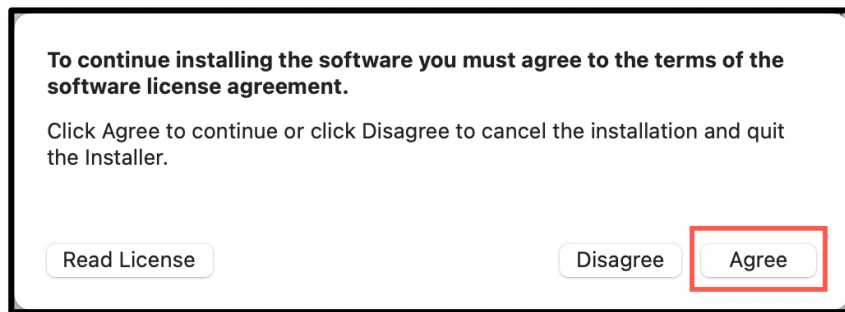 To continue installing the software you must agree to the terms of the
software license agreement.
Click Agree to continue or click Disagree to cancel the installation and quit
the Installer.
Read License
Disagree
Agree